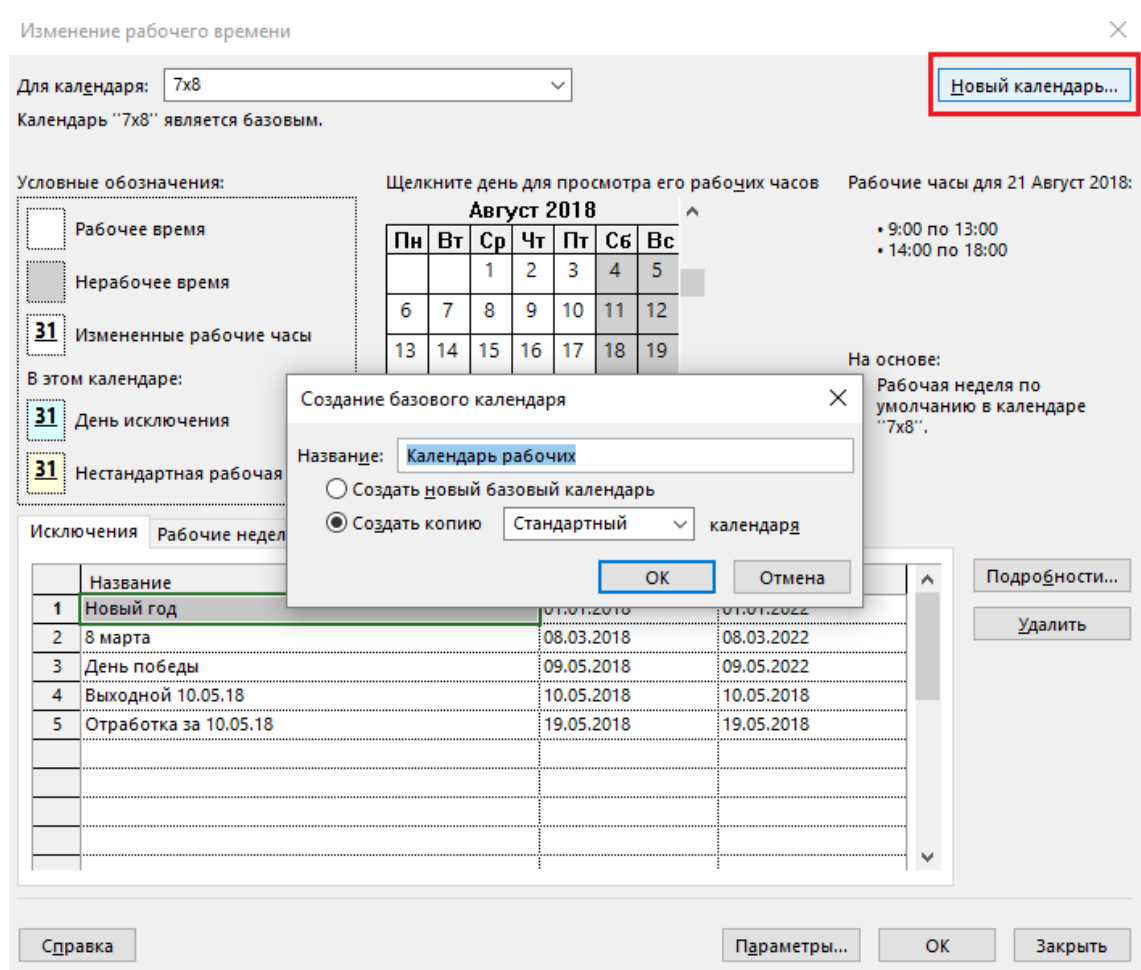 Изменение рабочего времени
Для календаря: 7x8
Новый календарь...
Календарь ''7x8'' является базовым.
Условные обозначения:
Рабочее время
Нерабочее время
31 Измененные рабочие часы
В этом календаре:
31 День исключения
31 Нестандартная рабочая
Щелкните день для просмотра его рабочих часов
Август 2018
Пн Вт Ср Чт Пт Сб Вс
1 2 3 4 5
6 7 8 9 10 11 12
13 14 15 16 17 18 19
Рабочие часы для 21 Август 2018:
• 9:00 по 13:00
• 14:00 по 18:00
На основе:
Рабочая неделя по
умолчанию в календаре
''7x8''.
Создание базового календаря
Название: Календарь рабочих
Создать новый базовый календарь
Создать копию Стандартный календаря
ОК Отмена
Исключения Рабочие недел
Название
1 Новый год 01.01.2018 01.01.2022
2 8 марта 08.03.2018 08.03.2022
3 День победы 09.05.2018 09.05.2022
4 Выходной 10.05.18 10.05.2018 10.05.2018
5 Отработка за 10.05.18 19.05.2018 19.05.2018
Подробности...
Удалить
Справка Параметры... ОК Закрыть